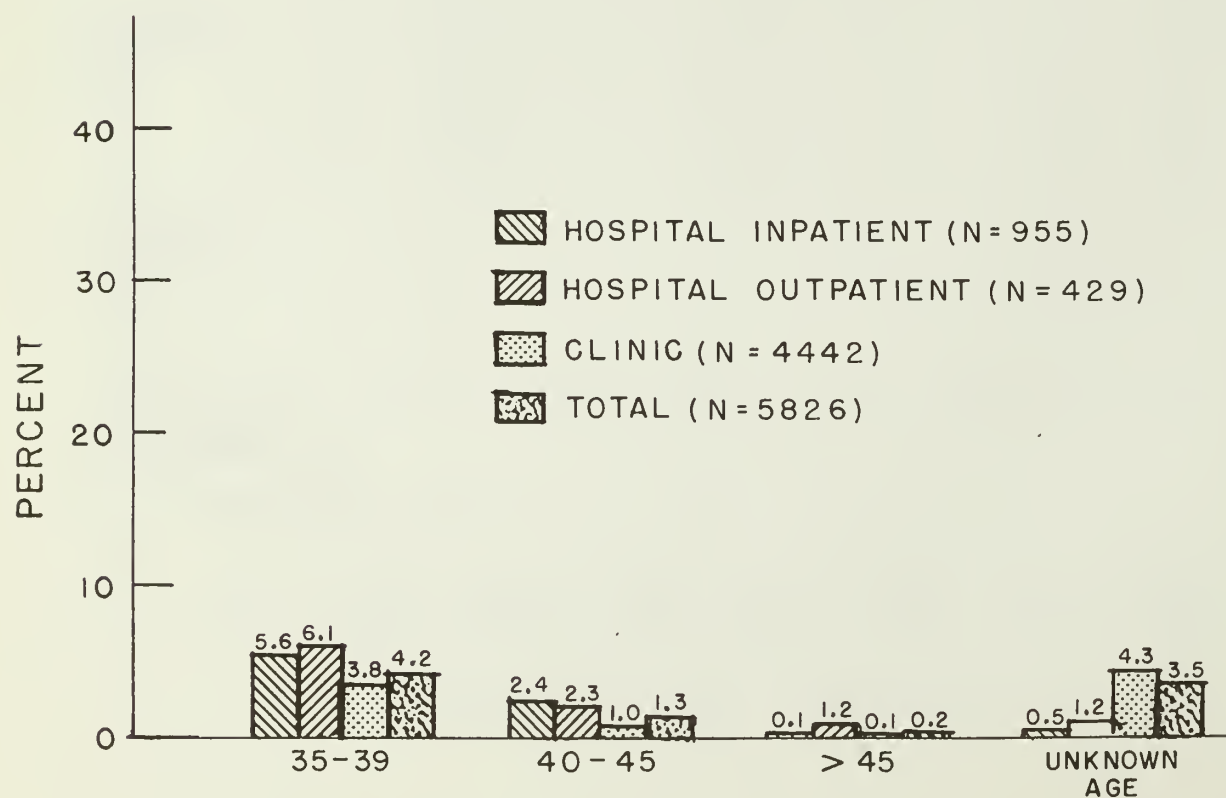 PERCENT
40
30
20
10
0
HOSPITAL INPATIENT (N=955)
HOSPITAL OUTPATIENT (N=429)
CLINIC (N=4442)
TOTAL (N=5826)
5.6 6.1 3.8 4.2
2.4 2.3 1.0 1.3
0.1 1.2 0.1 0.2
0.5 1.2 4.3 3.5
35-39 40-45 >45 UNKNOWN
AGE